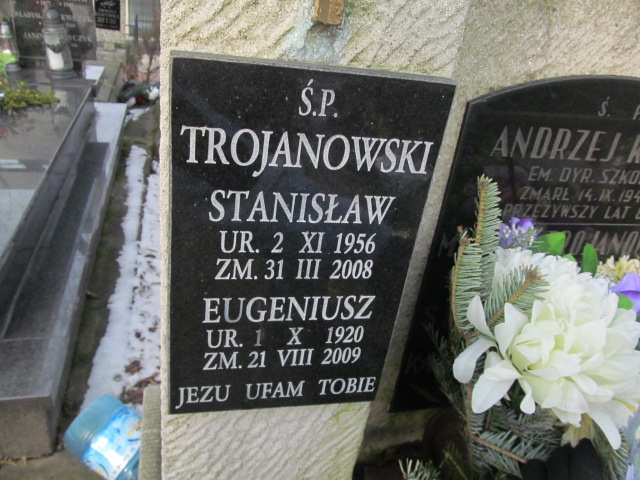 Ś.P.
TROJANOWSKI
STANISŁAW
UR. 2 XI 1956
ZM. 31 III 2008
EUGENIUSZ
UR. 1 X 1920
ZM. 21 VIII 2009
JEZU UFAM TOBIE
Ś. P.
ANDRZEJ
EM. DYR.
ZMARŁ 14. IX.
PRZEŻYWSZY LAT